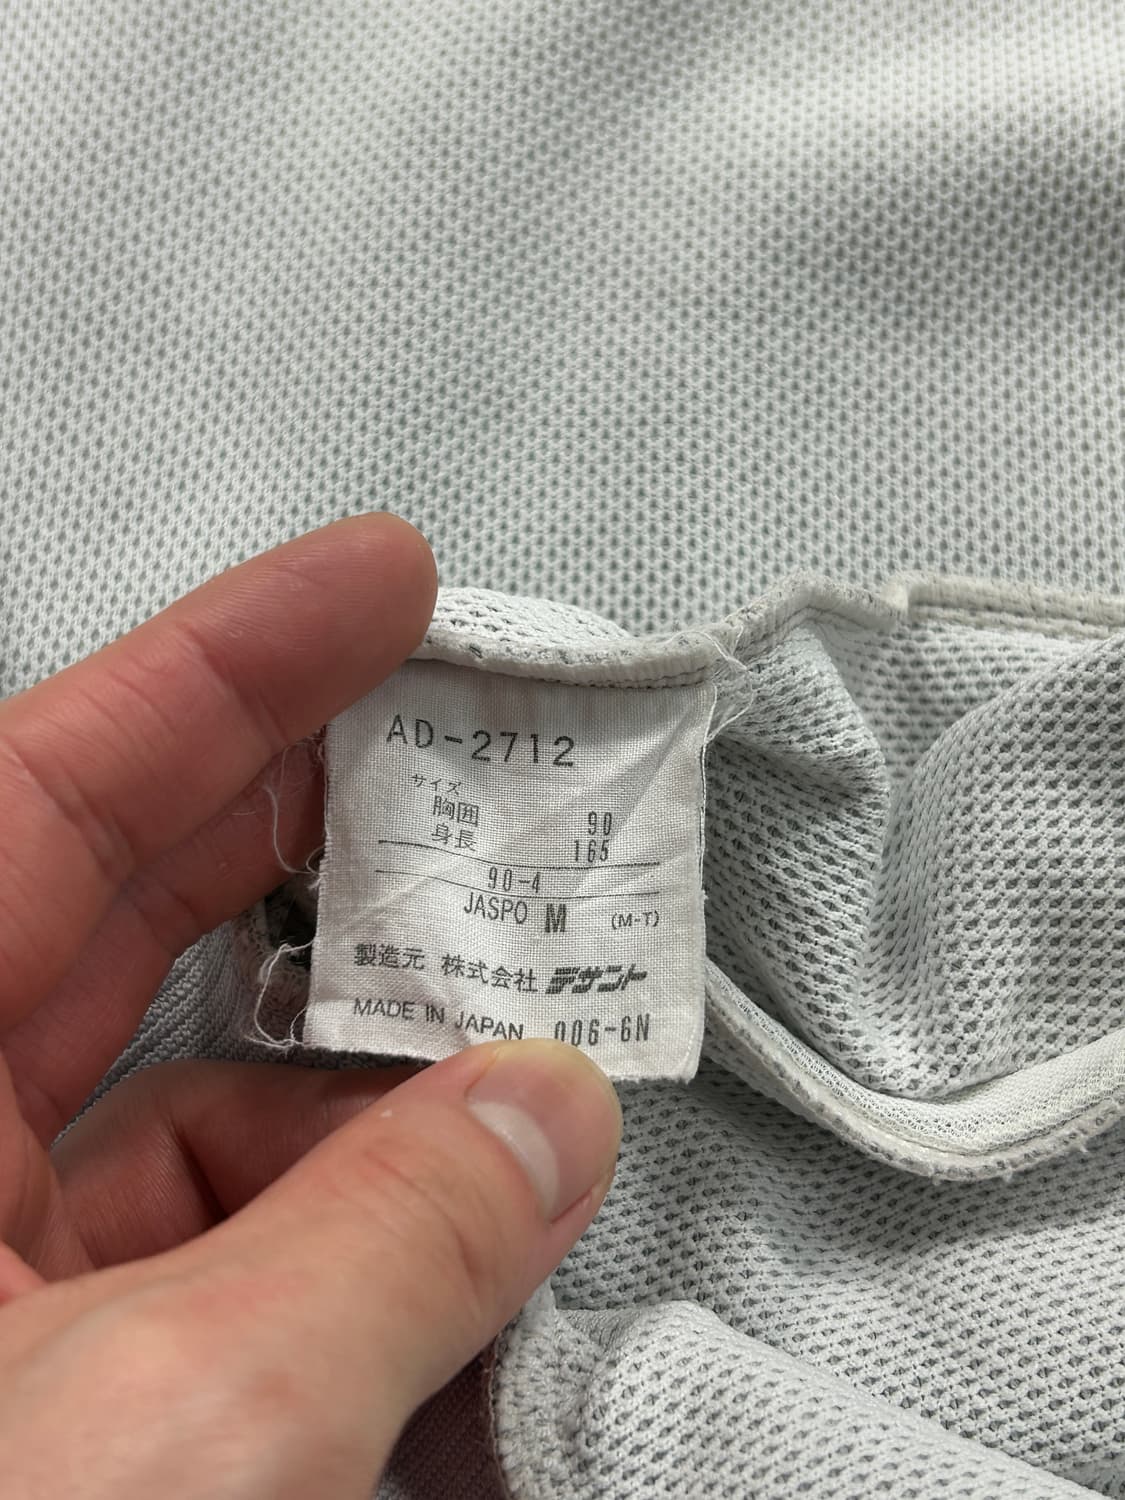 AD-2712
サイズ
胸囲 90
身長 165
90-4
JASPO M (M-T)
製造元 株式会社 デサント
MADE IN JAPAN 006-6N